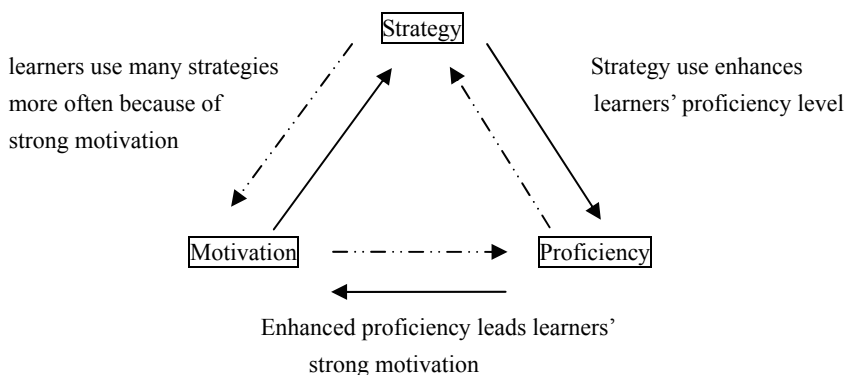 Strategy
learners use many strategies
more often because of
strong motivation
Strategy use enhances
learners’ proficiency level
Motivation
Proficiency
Enhanced proficiency leads learners’
strong motivation